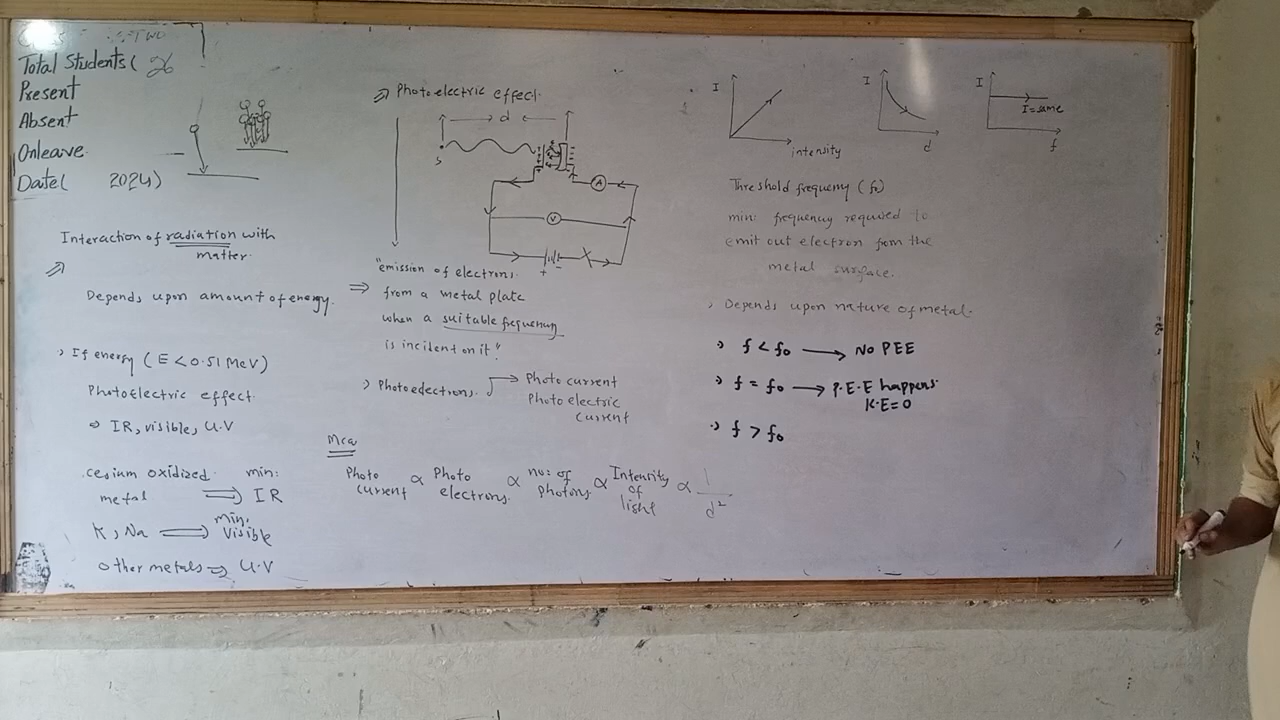 Two
Total Students ( 26
Present
Absent
Onleave
Date( 2024)
Interaction of radiation with
matter.
⇒
Depends upon amount of energy.
> If energy (E < 0.51 MeV)
Photoelectric effect.
⇒ IR, visible, U.V
cesium oxidized min:
metal ⇒ IR
K, Na ⇒ min. visible
other metals ⇒ U.V
⇒ Photoelectric effect.
→ d ←
s
A
V
+ -
⇒ "emission of electrons.
from a metal plate
when a suitable frequency
is incident on it".
> Photoelectrons. → Photo current
Photo electric
current
Mcq
Photo current ∝ Photo electrons. ∝ no: of photons ∝ Intensity of light ∝ 1/d²
I
intensity
I
d
I
I = same
f
Threshold frequency (f₀)
min: frequency required to
emit out electron from the
metal surface.
> Depends upon nature of metal.
> f < f₀ → No PEE
> f = f₀ → P.E.E happens.
K.E = 0
> f > f₀